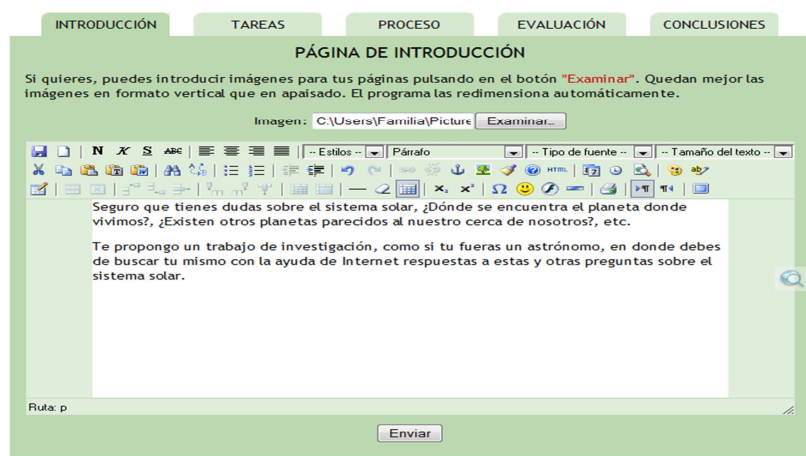 INTRODUCCIÓN TAREAS PROCESO EVALUACIÓN CONCLUSIONES
PÁGINA DE INTRODUCCIÓN
Si quieres, puedes introducir imágenes para tus páginas pulsando en el botón "Examinar". Quedan mejor las
imágenes en formato vertical que en apaisado. El programa las redimensiona automáticamente.
Imagen: C:\Users\Familia\Picture Examinar...
N K S ABC -- Estilos -- Párrafo -- Tipo de fuente -- -- Tamaño del texto --
HTML
Seguro que tienes dudas sobre el sistema solar, ¿Dónde se encuentra el planeta donde
vivimos?, ¿Existen otros planetas parecidos al nuestro cerca de nosotros?, etc.
Te propongo un trabajo de investigación, como si tu fueras un astrónomo, en donde debes
de buscar tu mismo con la ayuda de Internet respuestas a estas y otras preguntas sobre el
sistema solar.
Ruta: p
Enviar